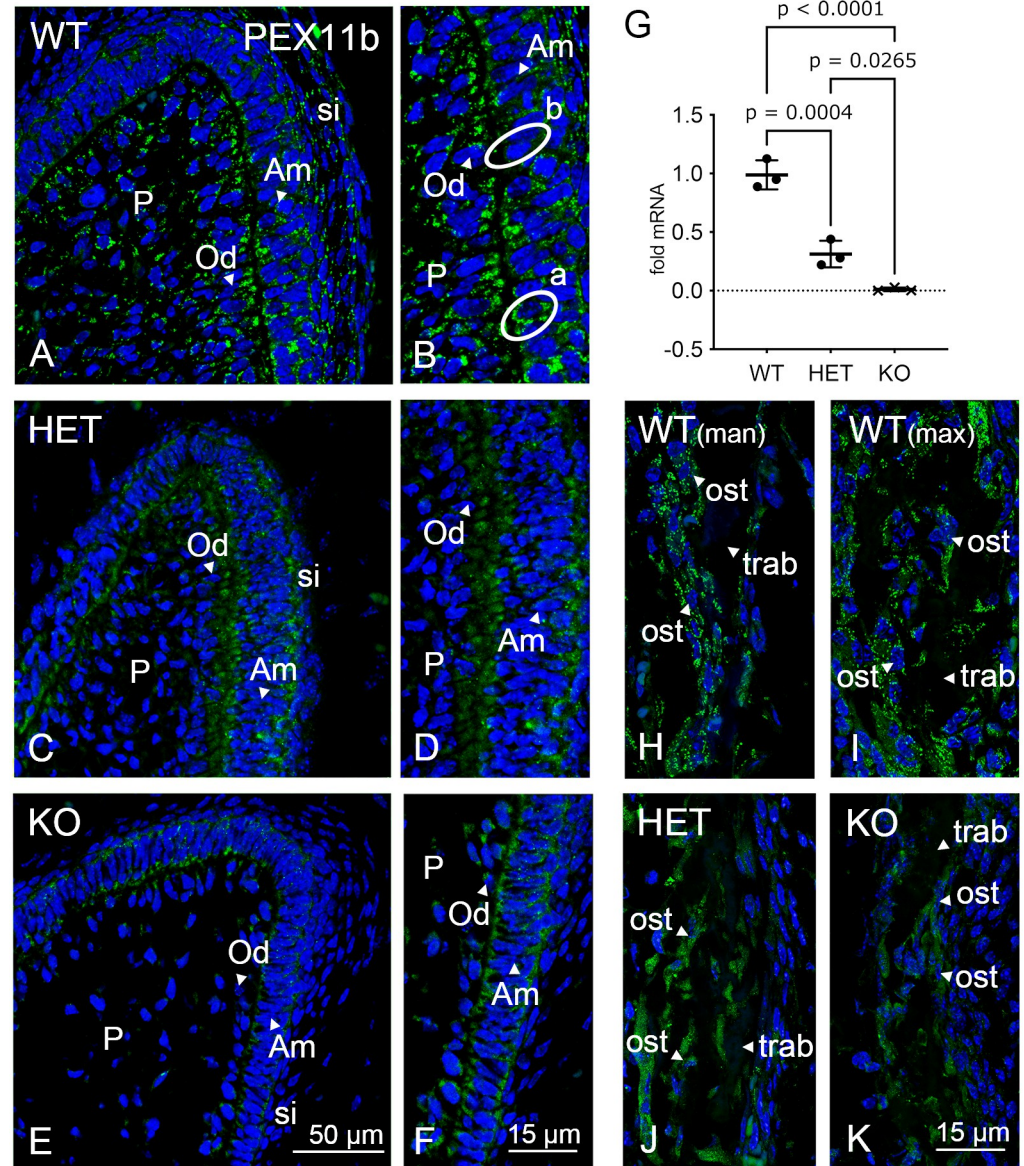 WT PEX11b
si
Am
P
Od
A
Am
b
Od
P
a
B
G
p < 0.0001
p = 0.0265
p = 0.0004
fold mRNA
1.5
1.0
0.5
0.0
-0.5
WT HET KO
HET
Od
si
P
Am
C
Od
Am
P
D
WT(man)
ost
trab
ost
H
WT(max)
ost
ost
trab
I
KO
Od
P
Am
si
E
50 µm
P
Od
Am
F
15 µm
HET
ost
ost
trab
J
KO
trab
ost
ost
K
15 µm